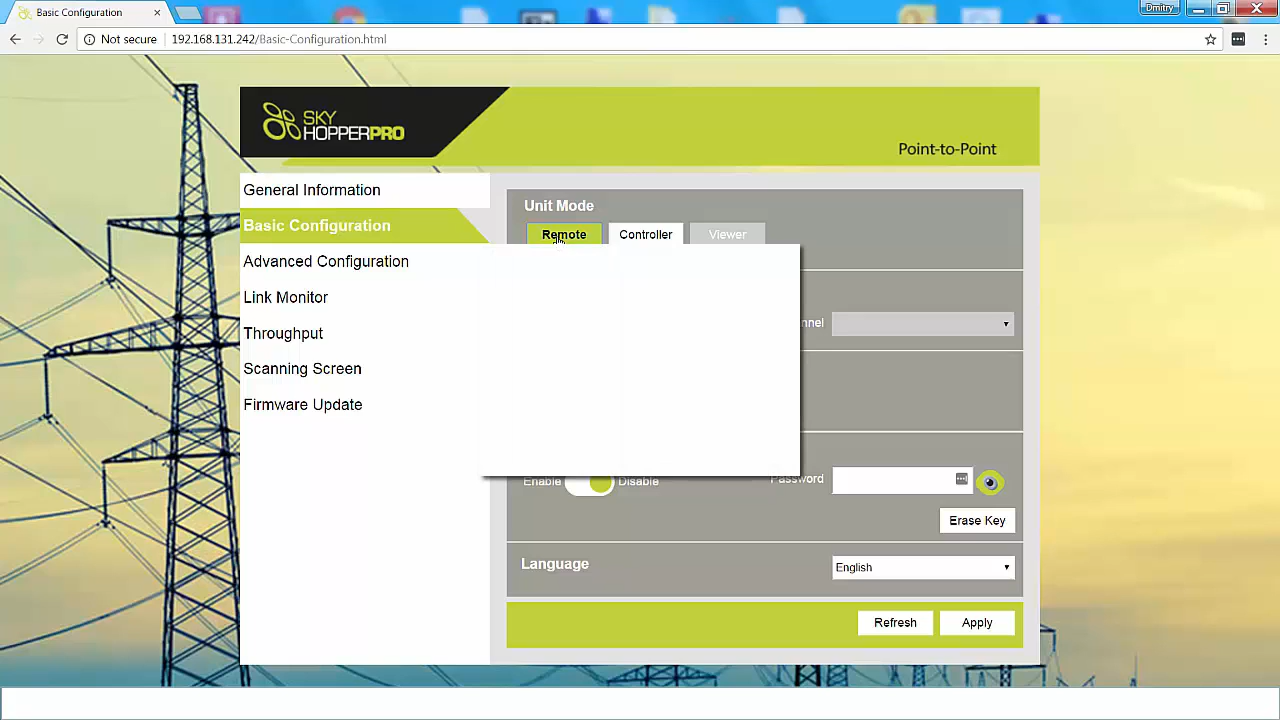 Basic Configuration
Dmitry
Not secure
192.168.131.242/Basic-Configuration.html
SKY
HOPPERPRO
Point-to-Point
General Information
Basic Configuration
Advanced Configuration
Link Monitor
Throughput
Scanning Screen
Firmware Update
Unit Mode
Remote Controller Viewer
nnel
Enable Disable Password
Erase Key
Language English
Refresh Apply